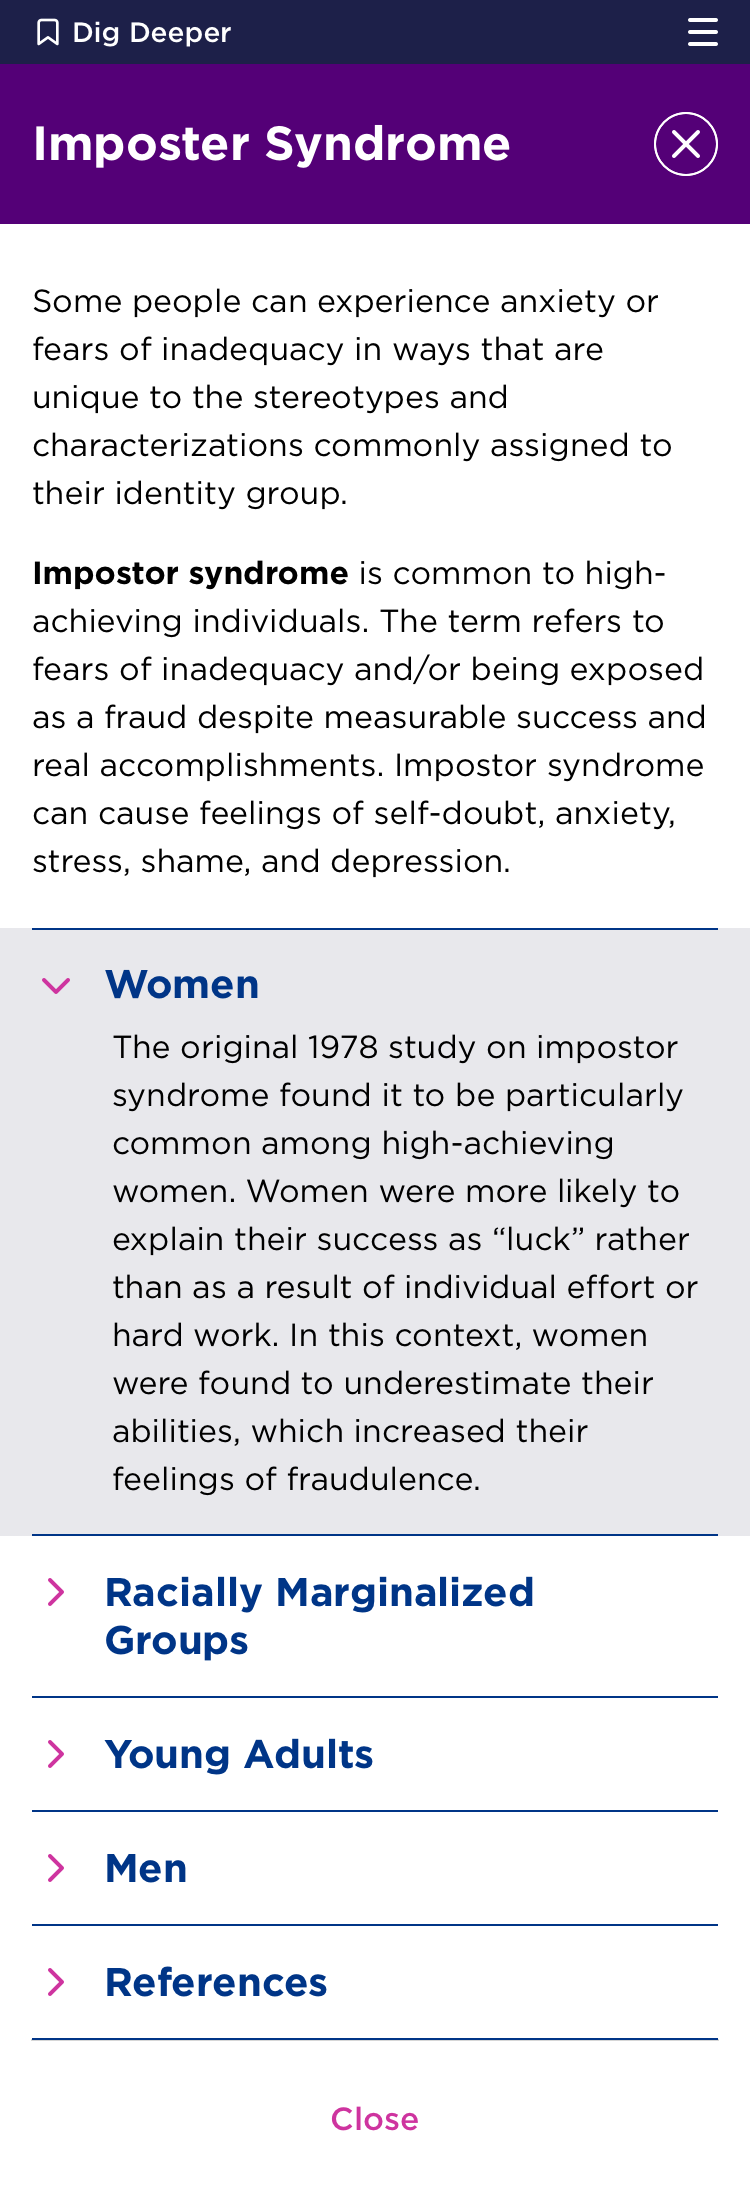 Dig Deeper
Imposter Syndrome
Some people can experience anxiety or
fears of inadequacy in ways that are
unique to the stereotypes and
characterizations commonly assigned to
their identity group.
Impostor syndrome is common to high-
achieving individuals. The term refers to
fears of inadequacy and/or being exposed
as a fraud despite measurable success and
real accomplishments. Impostor syndrome
can cause feelings of self-doubt, anxiety,
stress, shame, and depression.
Women
The original 1978 study on impostor
syndrome found it to be particularly
common among high-achieving
women. Women were more likely to
explain their success as “luck” rather
than as a result of individual effort or
hard work. In this context, women
were found to underestimate their
abilities, which increased their
feelings of fraudulence.
Racially Marginalized
Groups
Young Adults
Men
References
Close